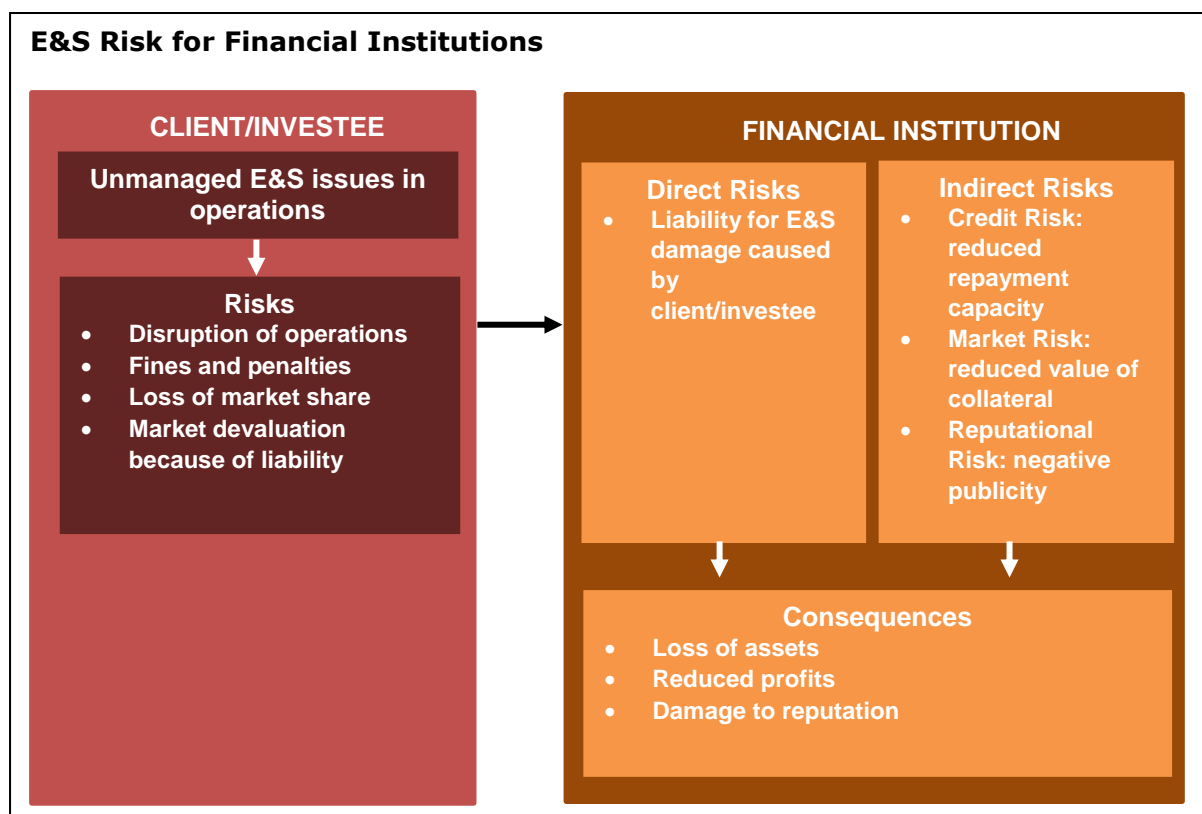 E&S Risk for Financial Institutions
CLIENT/INVESTEE
Unmanaged E&S issues in
operations
Risks
• Disruption of operations
• Fines and penalties
• Loss of market share
• Market devaluation
because of liability
FINANCIAL INSTITUTION
Direct Risks
• Liability for E&S
damage caused
by
client/investee
Indirect Risks
• Credit Risk:
reduced
repayment
capacity
• Market Risk:
reduced value of
collateral
• Reputational
Risk: negative
publicity
Consequences
• Loss of assets
• Reduced profits
• Damage to reputation